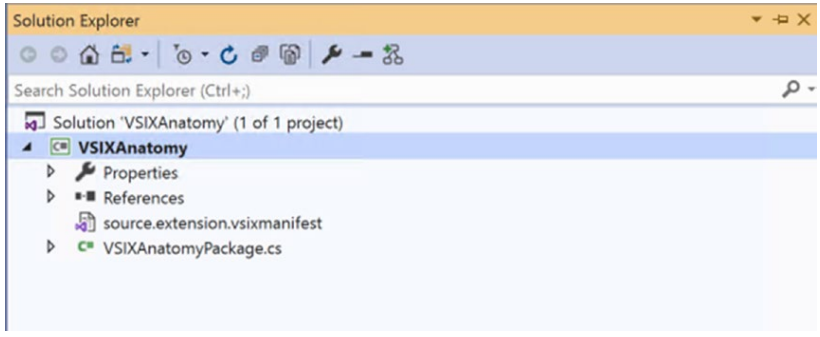 Solution Explorer
Search Solution Explorer (Ctrl+;)
Solution 'VSIXAnatomy' (1 of 1 project)
C# VSIXAnatomy
Properties
References
source.extension.vsixmanifest
C# VSIXAnatomyPackage.cs